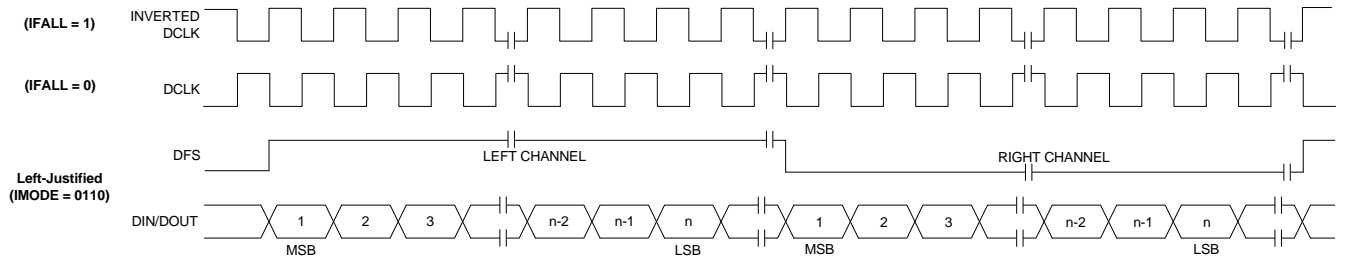 (IFALL = 1)
INVERTED
DCLK
(IFALL = 0)
DCLK
DFS
LEFT CHANNEL
RIGHT CHANNEL
Left-Justified
(IMODE = 0110)
DIN/DOUT
1 2 3 n-2 n-1 n 1 2 3 n-2 n-1 n
MSB LSB MSB LSB